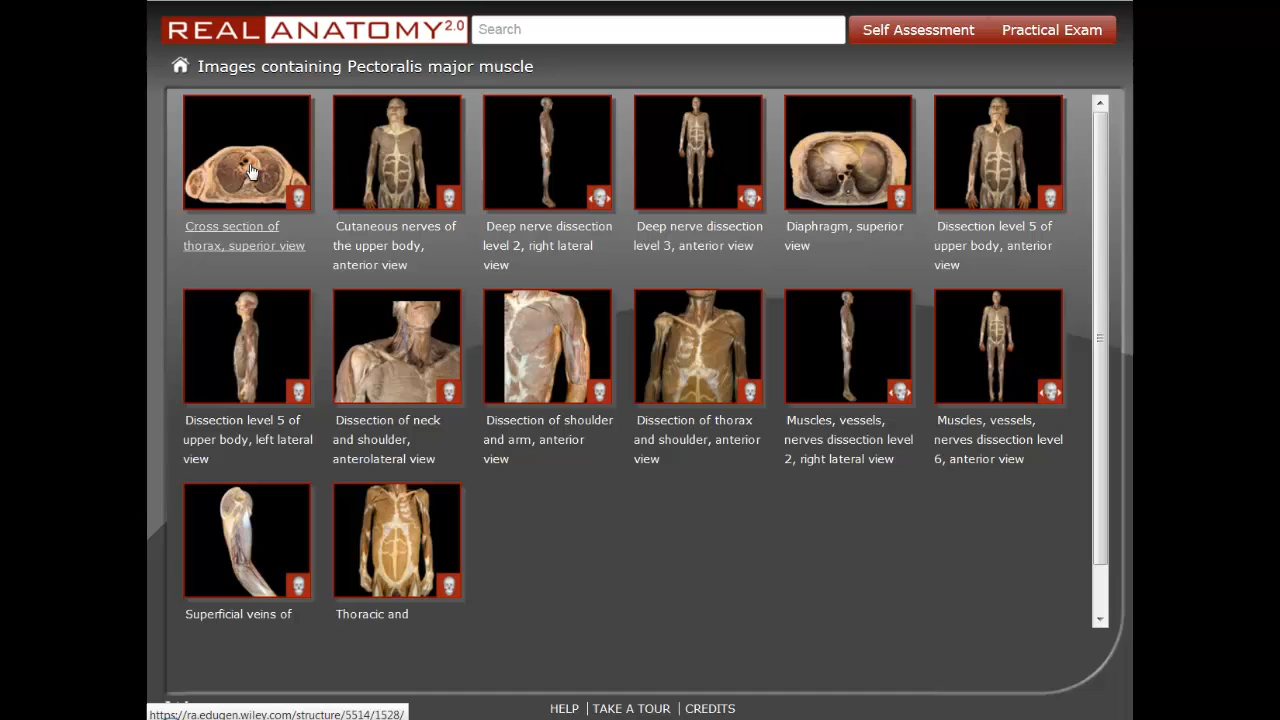 REAL ANATOMY 2.0
Search
Self Assessment
Practical Exam
Images containing Pectoralis major muscle
Cross section of
thorax, superior view
Cutaneous nerves of
the upper body,
anterior view
Deep nerve dissection
level 2, right lateral
view
Deep nerve dissection
level 3, anterior view
Diaphragm, superior
view
Dissection level 5 of
upper body, anterior
view
Dissection level 5 of
upper body, left lateral
view
Dissection of neck
and shoulder,
anterolateral view
Dissection of shoulder
and arm, anterior
view
Dissection of thorax
and shoulder, anterior
view
Muscles, vessels,
nerves dissection level
2, right lateral view
Muscles, vessels,
nerves dissection level
6, anterior view
Superficial veins of
Thoracic and
HELP | TAKE A TOUR | CREDITS
https://ra.edugen.wiley.com/structure/5514/1528/